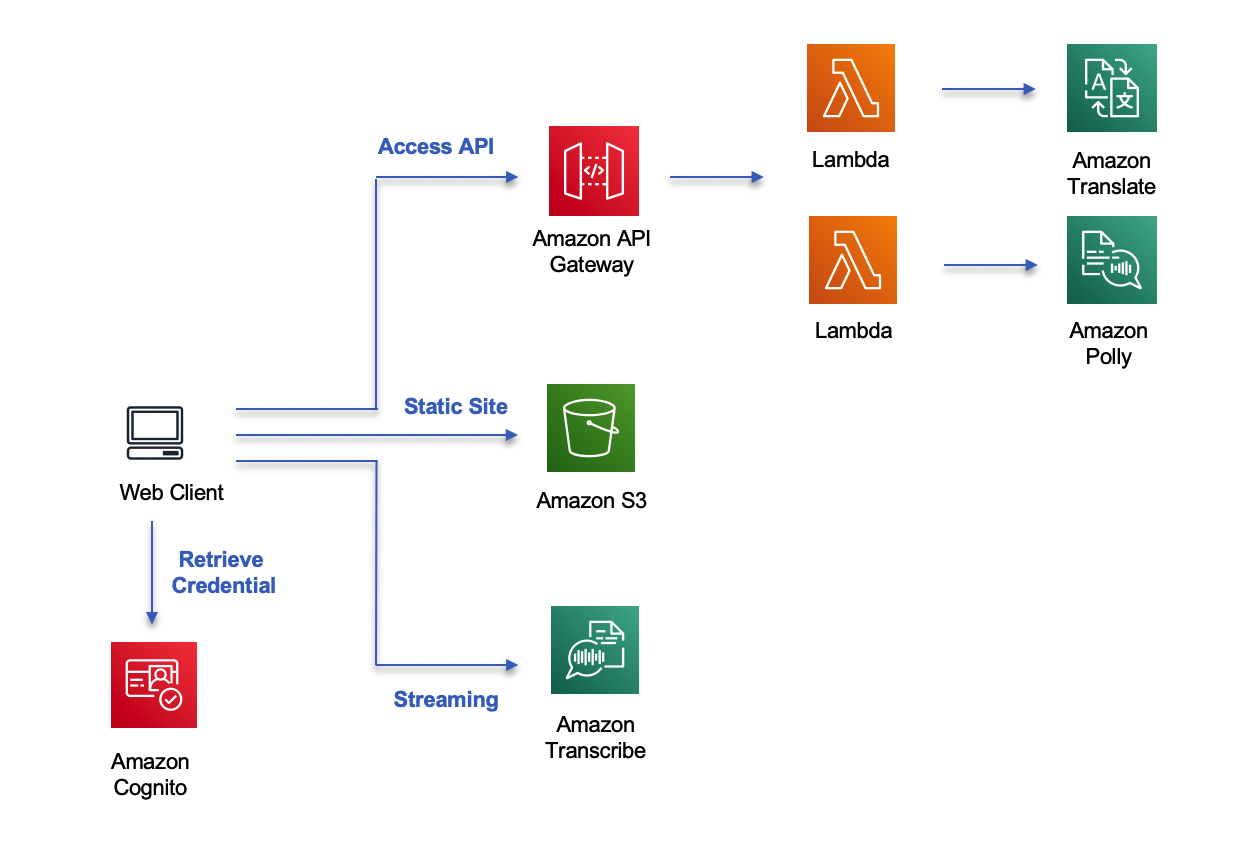 Access API
Amazon API
Gateway
Lambda
Amazon
Translate
A
文
</>
Lambda
Amazon
Polly
Static Site
Amazon S3
Web Client
Retrieve
Credential
Amazon
Cognito
Streaming
Amazon
Transcribe